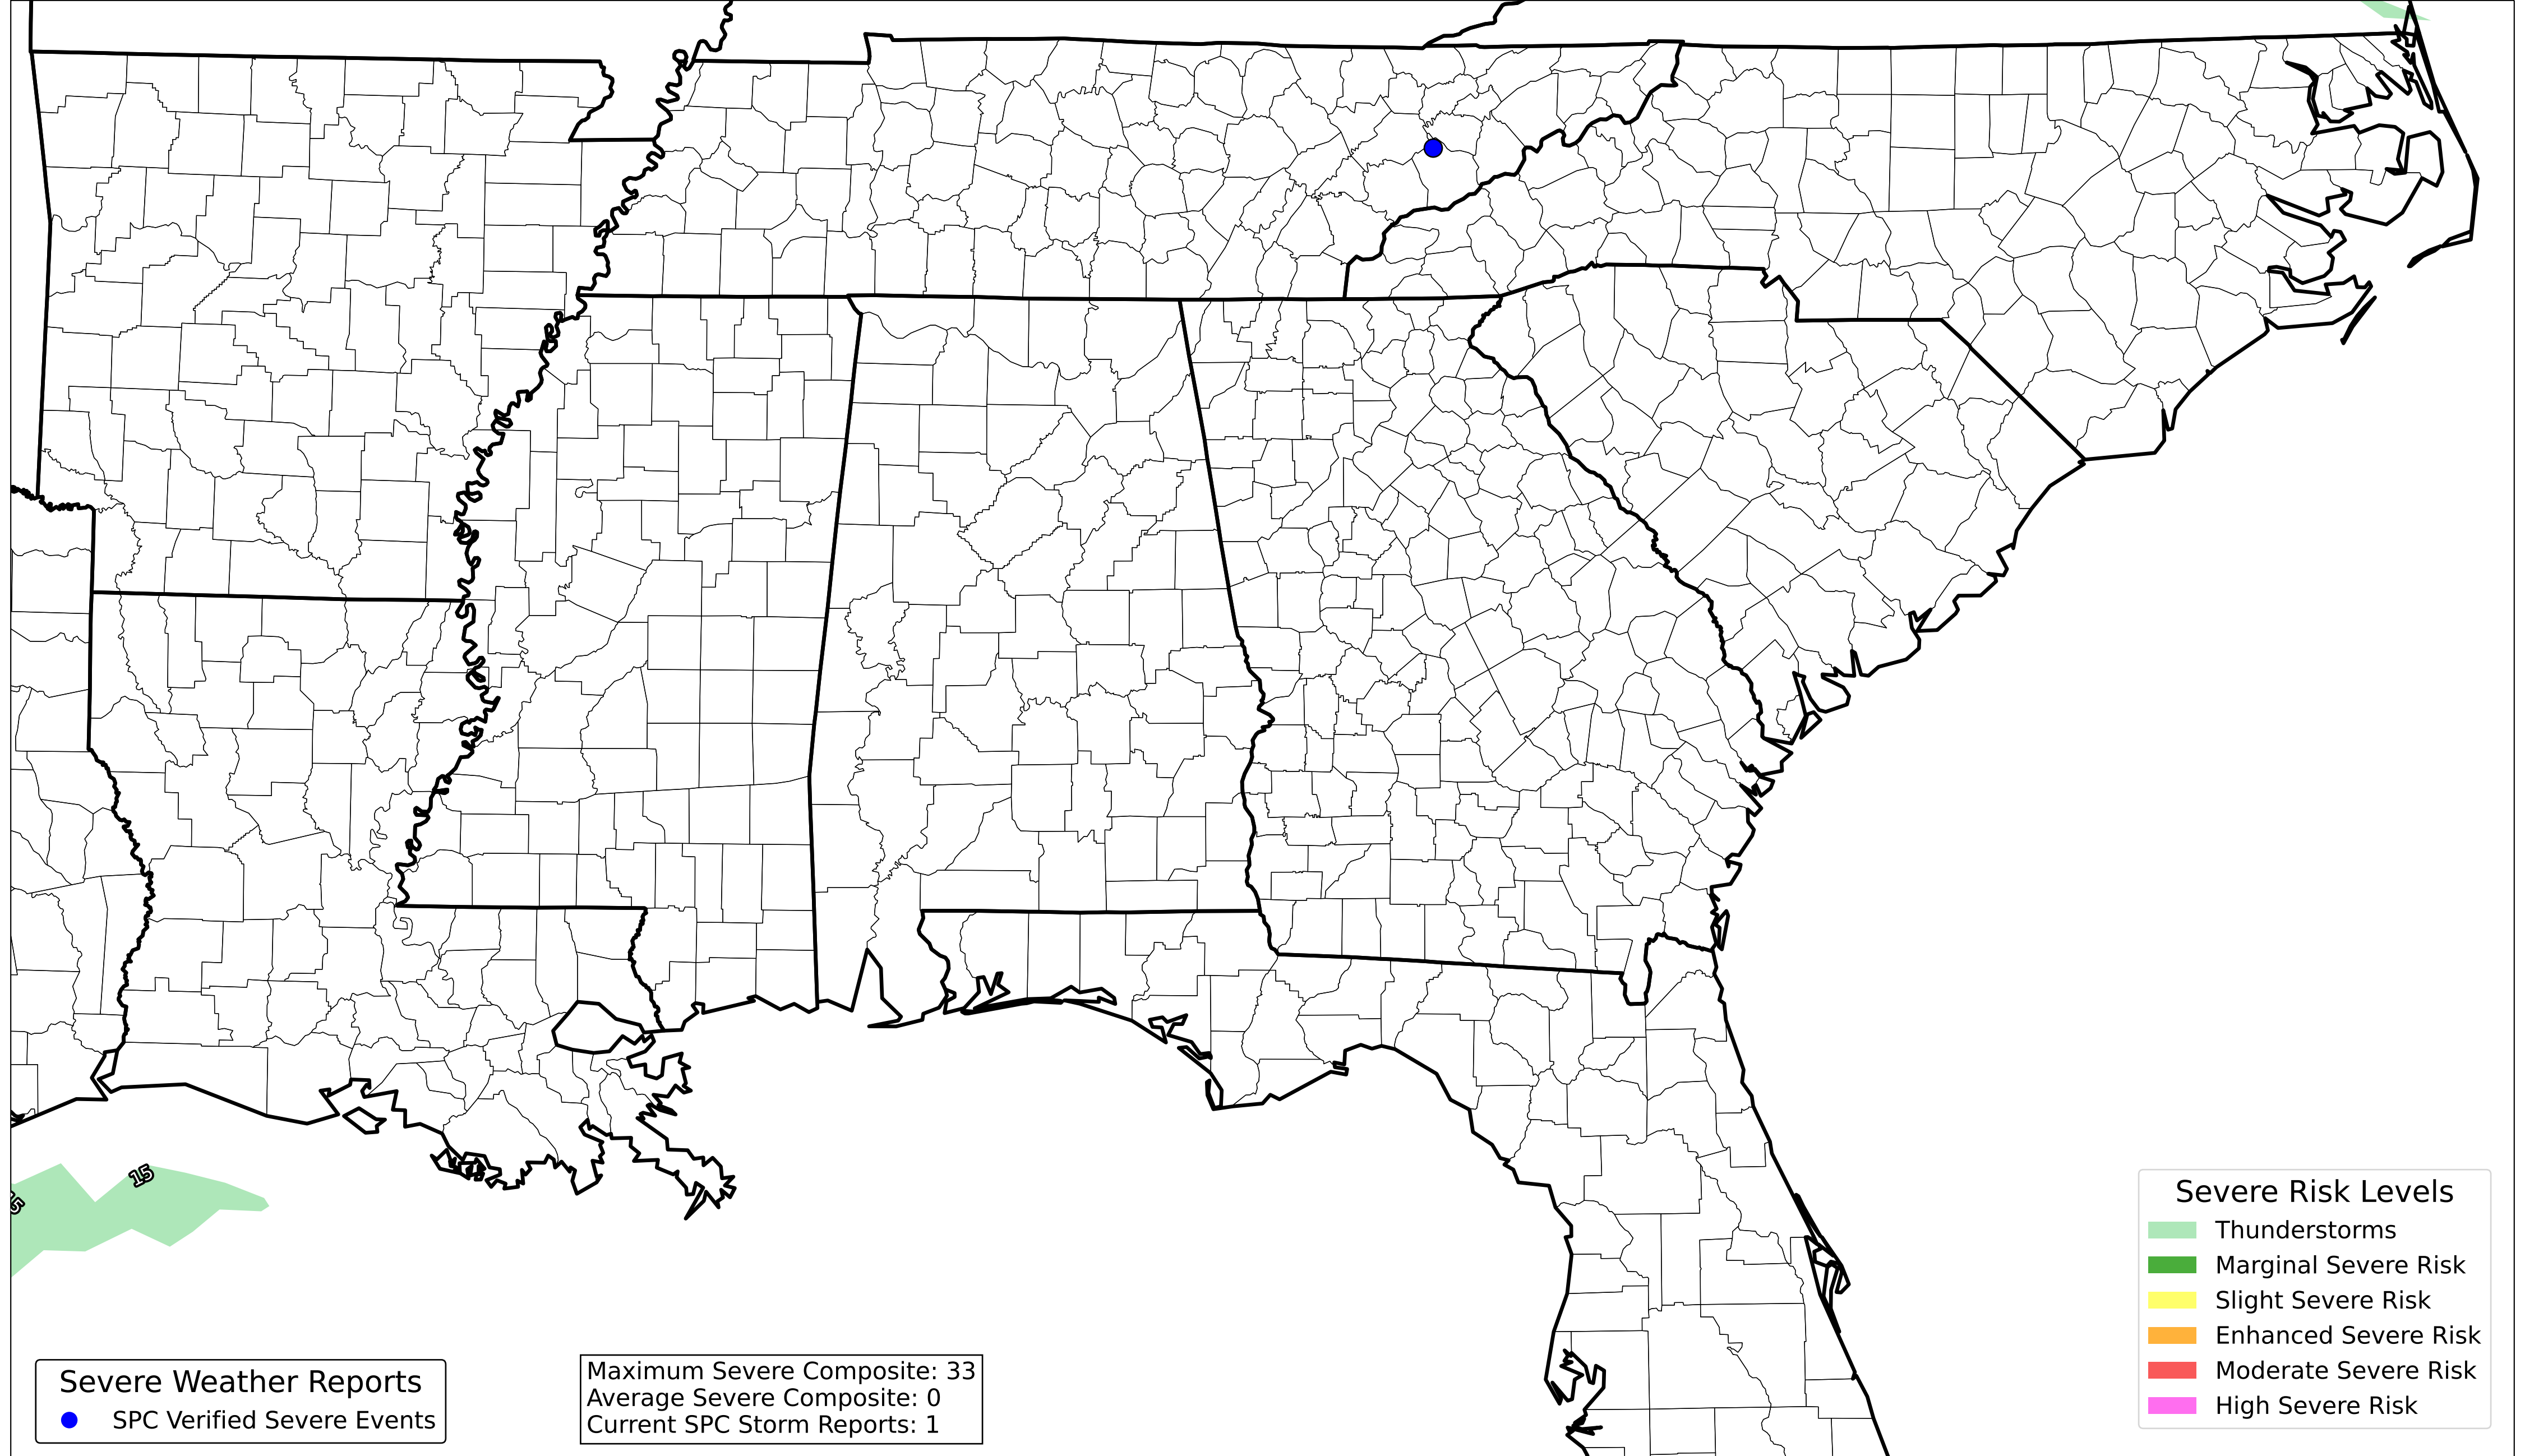 15
Severe Risk Levels
Thunderstorms
Marginal Severe Risk
Slight Severe Risk
Enhanced Severe Risk
Moderate Severe Risk
High Severe Risk
Severe Weather Reports
SPC Verified Severe Events
Maximum Severe Composite: 33
Average Severe Composite: 0
Current SPC Storm Reports: 1